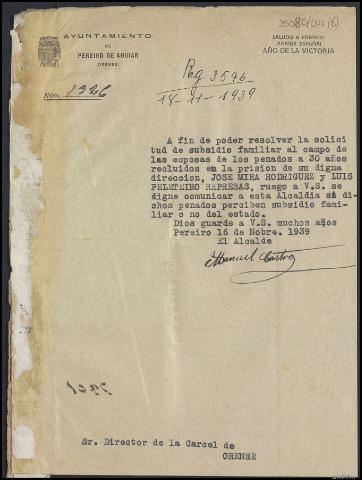 25080/044(6)
AYUNTAMIENTO
DE
PEREIRO DE AGUIAR
(ORENSE)
Núm. 1326
SALUDO A FRANCO:
¡ARRIBA ESPAÑA!
AÑO DE LA VICTORIA
Rg 3546
18-11-1939
A fin de poder resolver la solici
tud de subsidio familiar al campo de
las esposas de los penados a 30 años
recluidos en la prision de su digna
direccion, JOSE MIRA RODRIGUEZ y LUIS
PELETEIRO REPRESAS, ruego a V.S. se
digne comunicar a esta Alcaldia si di-
chos penados perciben subsidio fami-
liar o no del estado.
Dios guarde a V.S. muchos años
Pereiro 16 de Nobre. 1939
El Alcalde
Manuel Castro
Sr. Director de la Carcel de
ORENSE